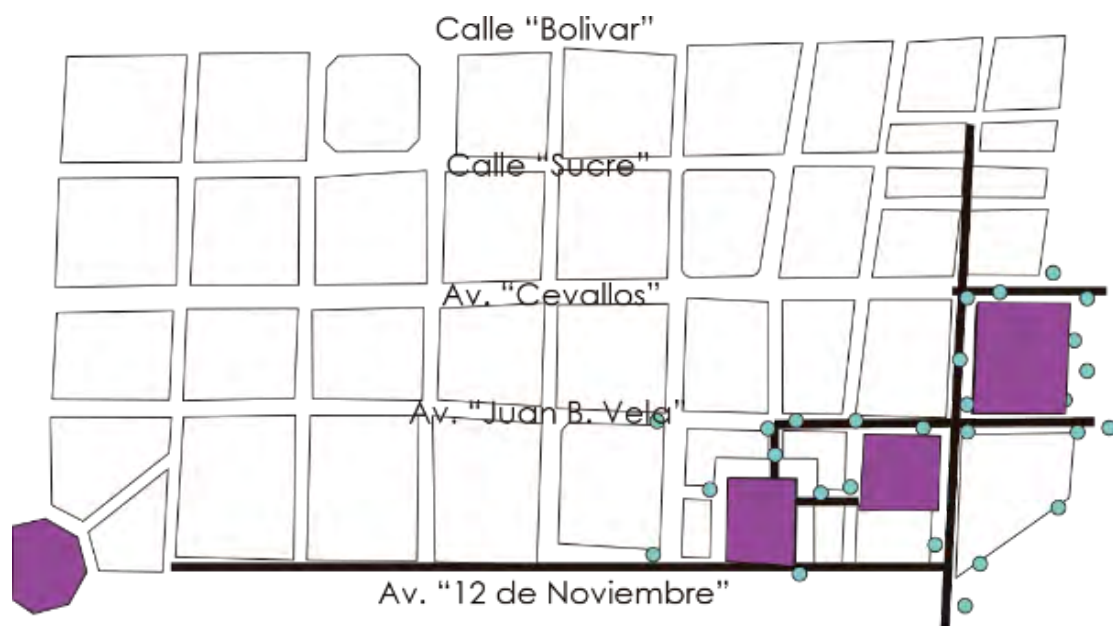 Calle “Bolivar”
Calle “Sucre”
Av. “Cevallos”
Av. “Juan B. Vela”
Av. “12 de Noviembre”